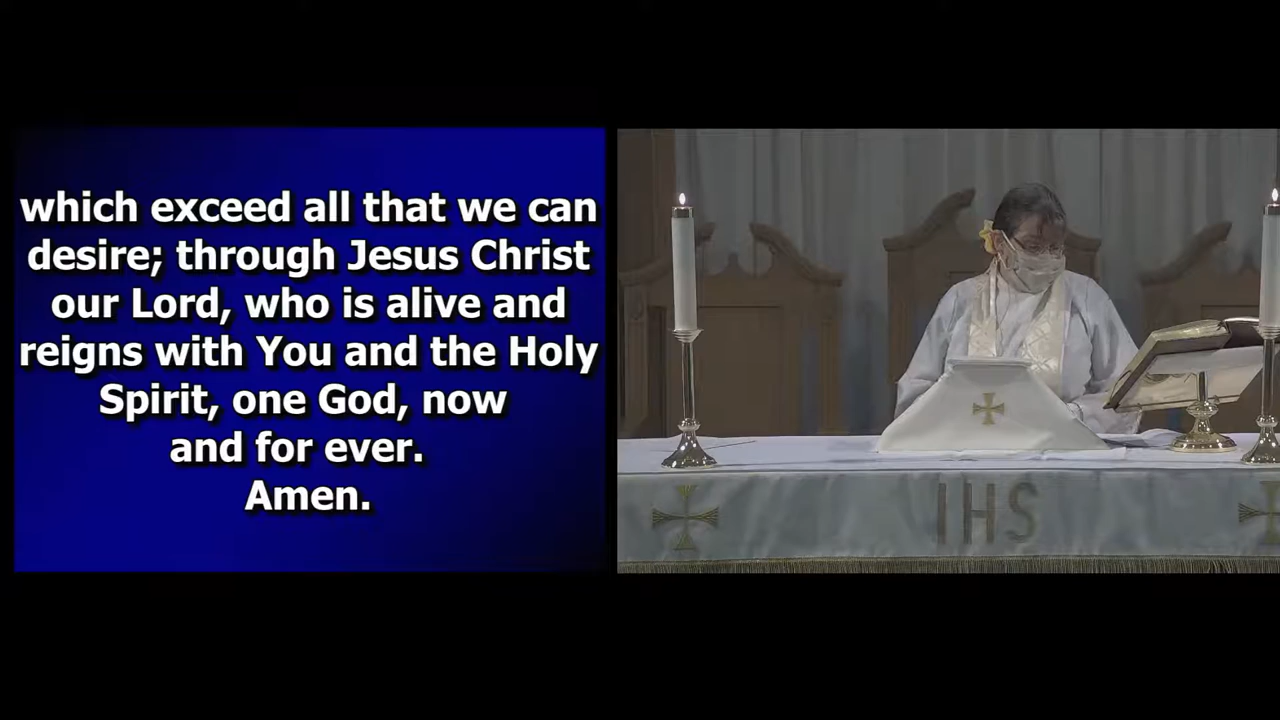 which exceed all that we can
desire; through Jesus Christ
our Lord, who is alive and
reigns with You and the Holy
Spirit, one God, now
and for ever.
Amen.
IHS